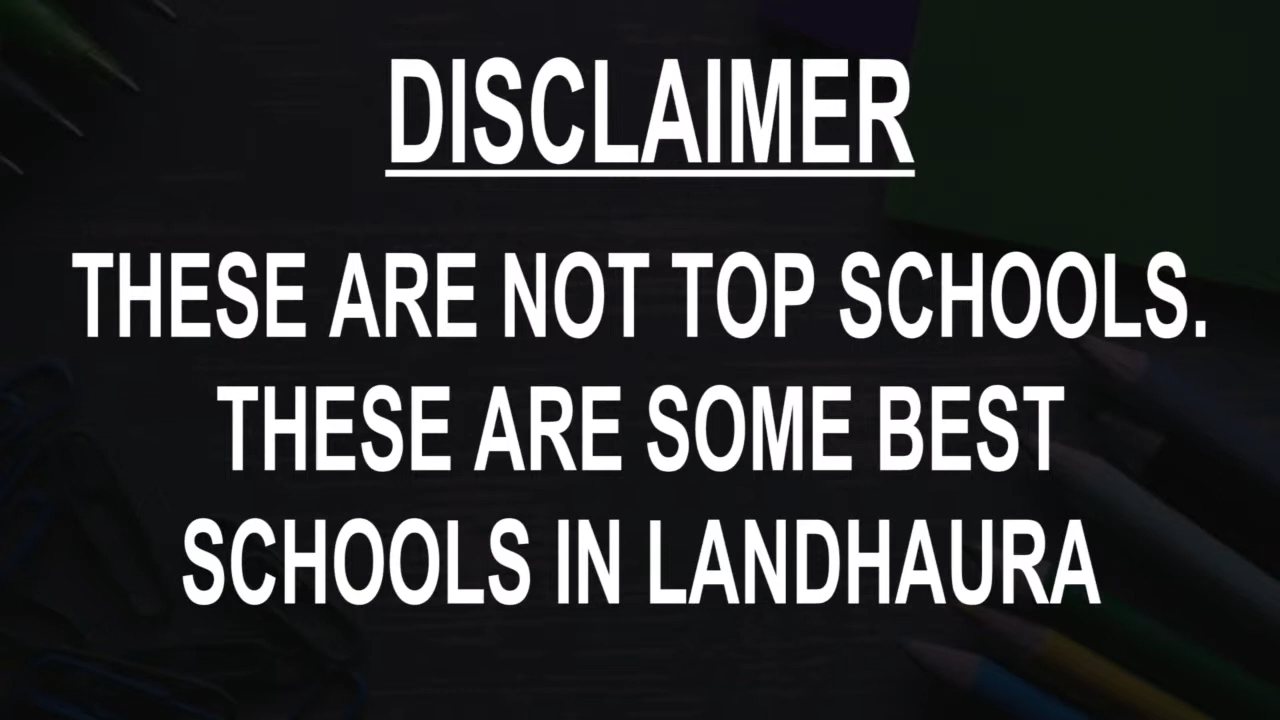 DISCLAIMER
THESE ARE NOT TOP SCHOOLS.
THESE ARE SOME BEST
SCHOOLS IN LANDHAURA